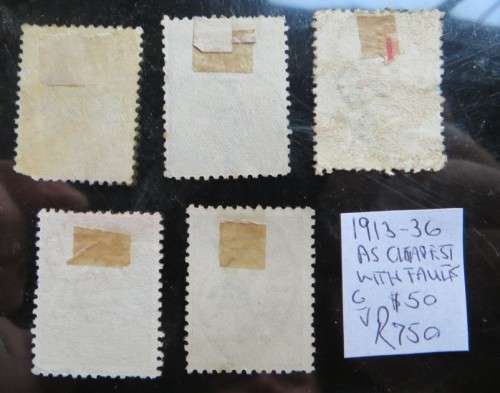 1913-36
AS CHEAPEST
WITH FAULTS
G $50
V R750